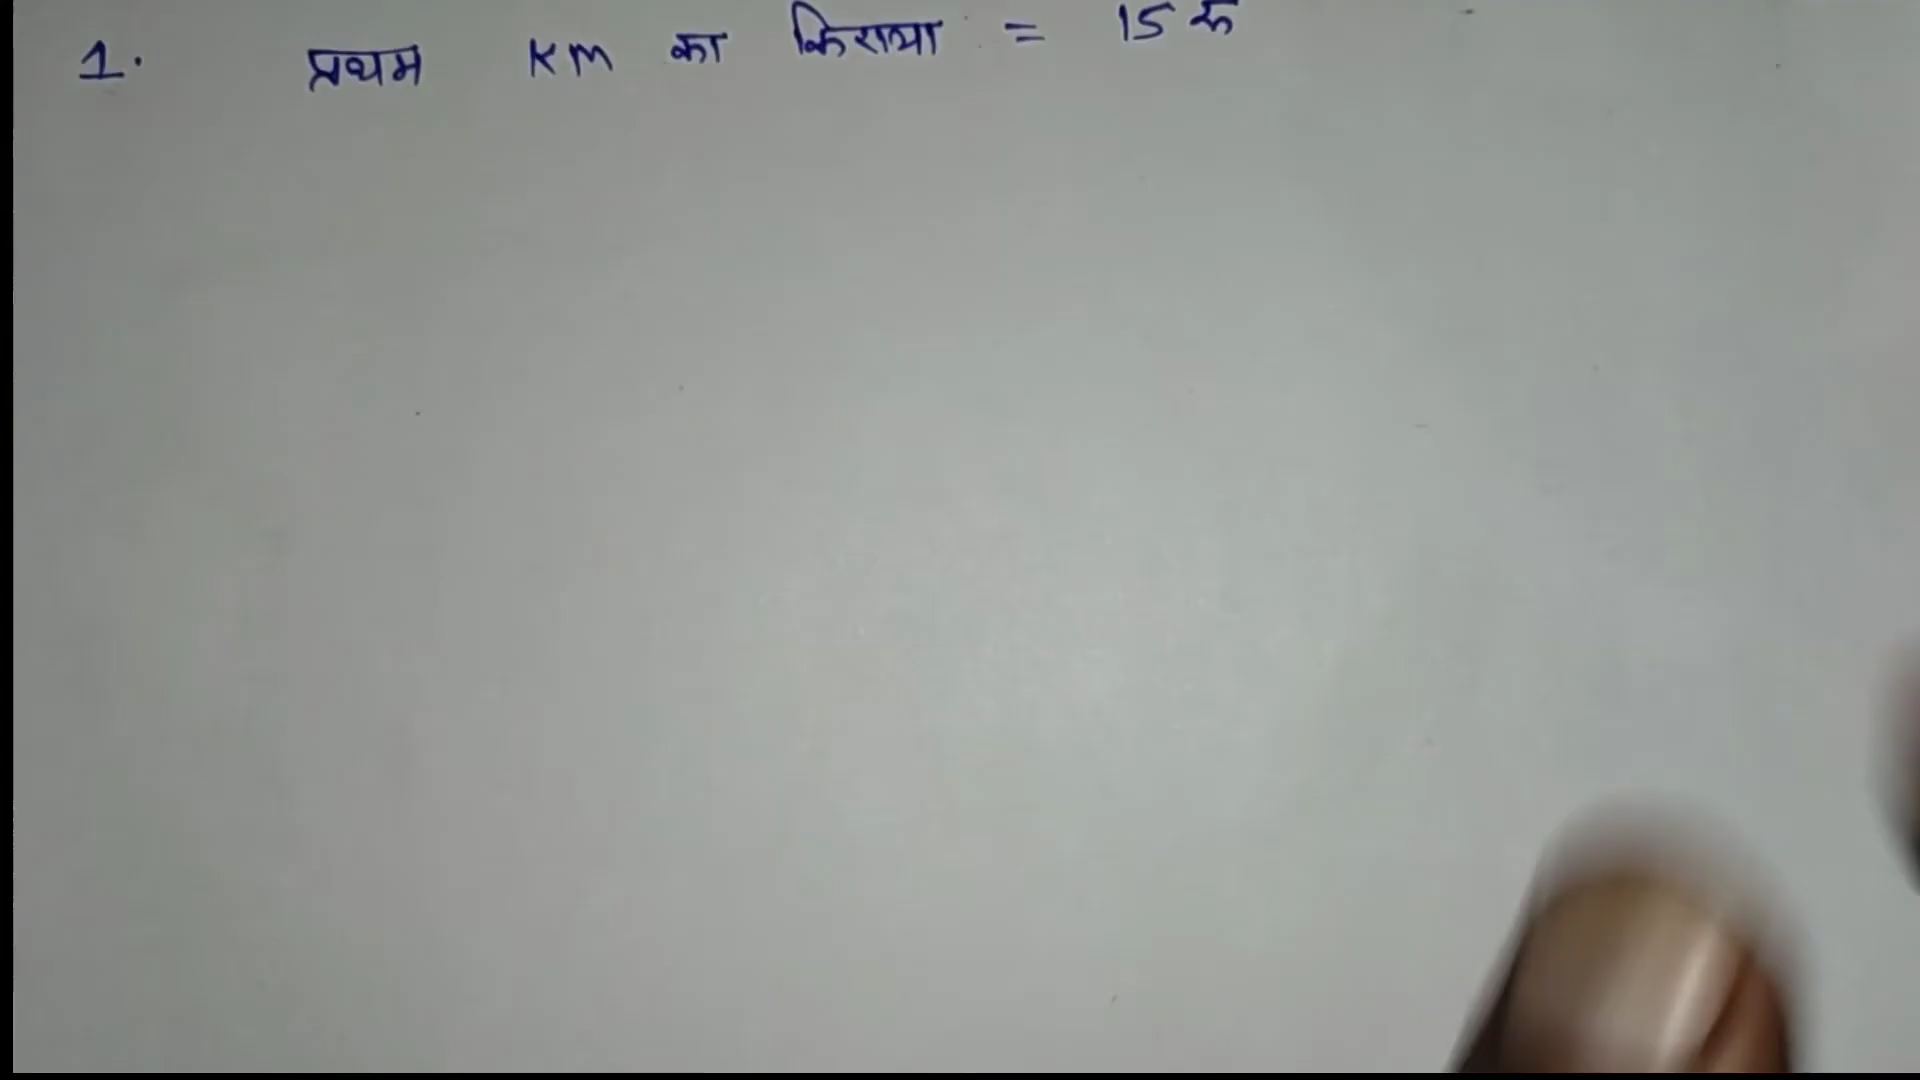 1. प्रथम KM का किराया = 15 रु